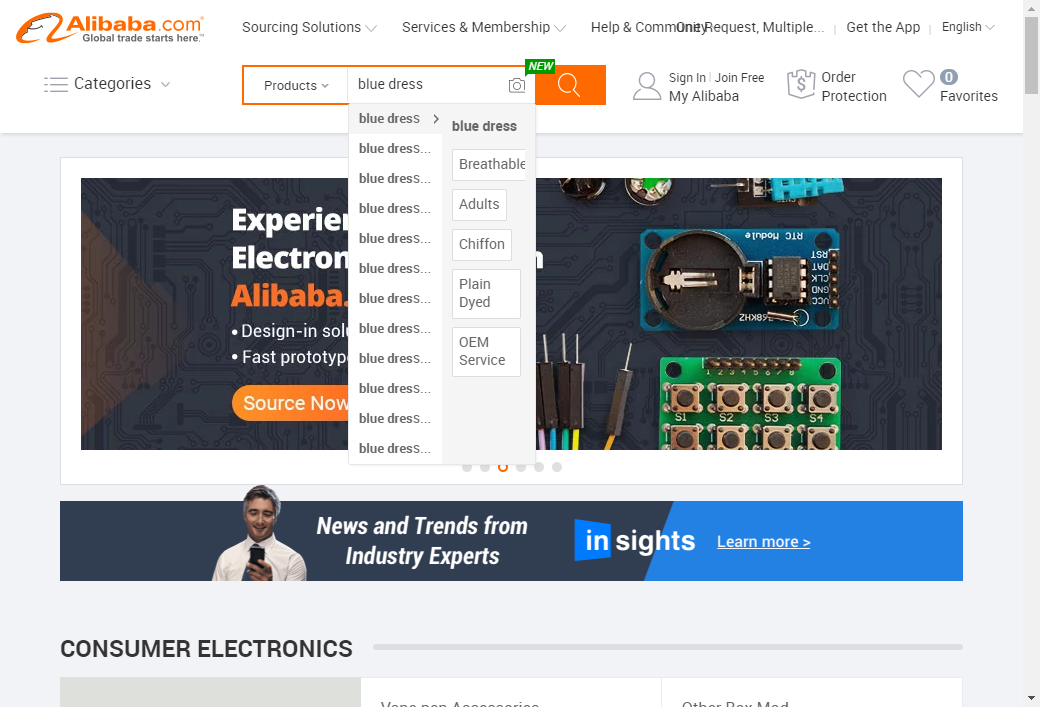 Alibaba.com
Global trade starts here.™
Sourcing Solutions
Services & Membership
Help & Community
One Request, Multiple...
Get the App
English
Categories
Products
blue dress
NEW
Sign In
Join Free
My Alibaba
Order
Protection
0
Favorites
blue dress
blue dress...
blue dress...
blue dress...
blue dress...
blue dress...
blue dress...
blue dress...
blue dress...
blue dress...
blue dress...
blue dress...
blue dress
Breathable
Adults
Chiffon
Plain
Dyed
OEM
Service
Alibaba.
• Design-in
• Fast
Source Now
RTC Module
RST
DAT
CLK
GND
VCC
S1
S2
S3
S4
News and Trends from
Industry Experts
in sights
Learn more >
CONSUMER ELECTRONICS
Vape pen Accessories
Other Box Mod